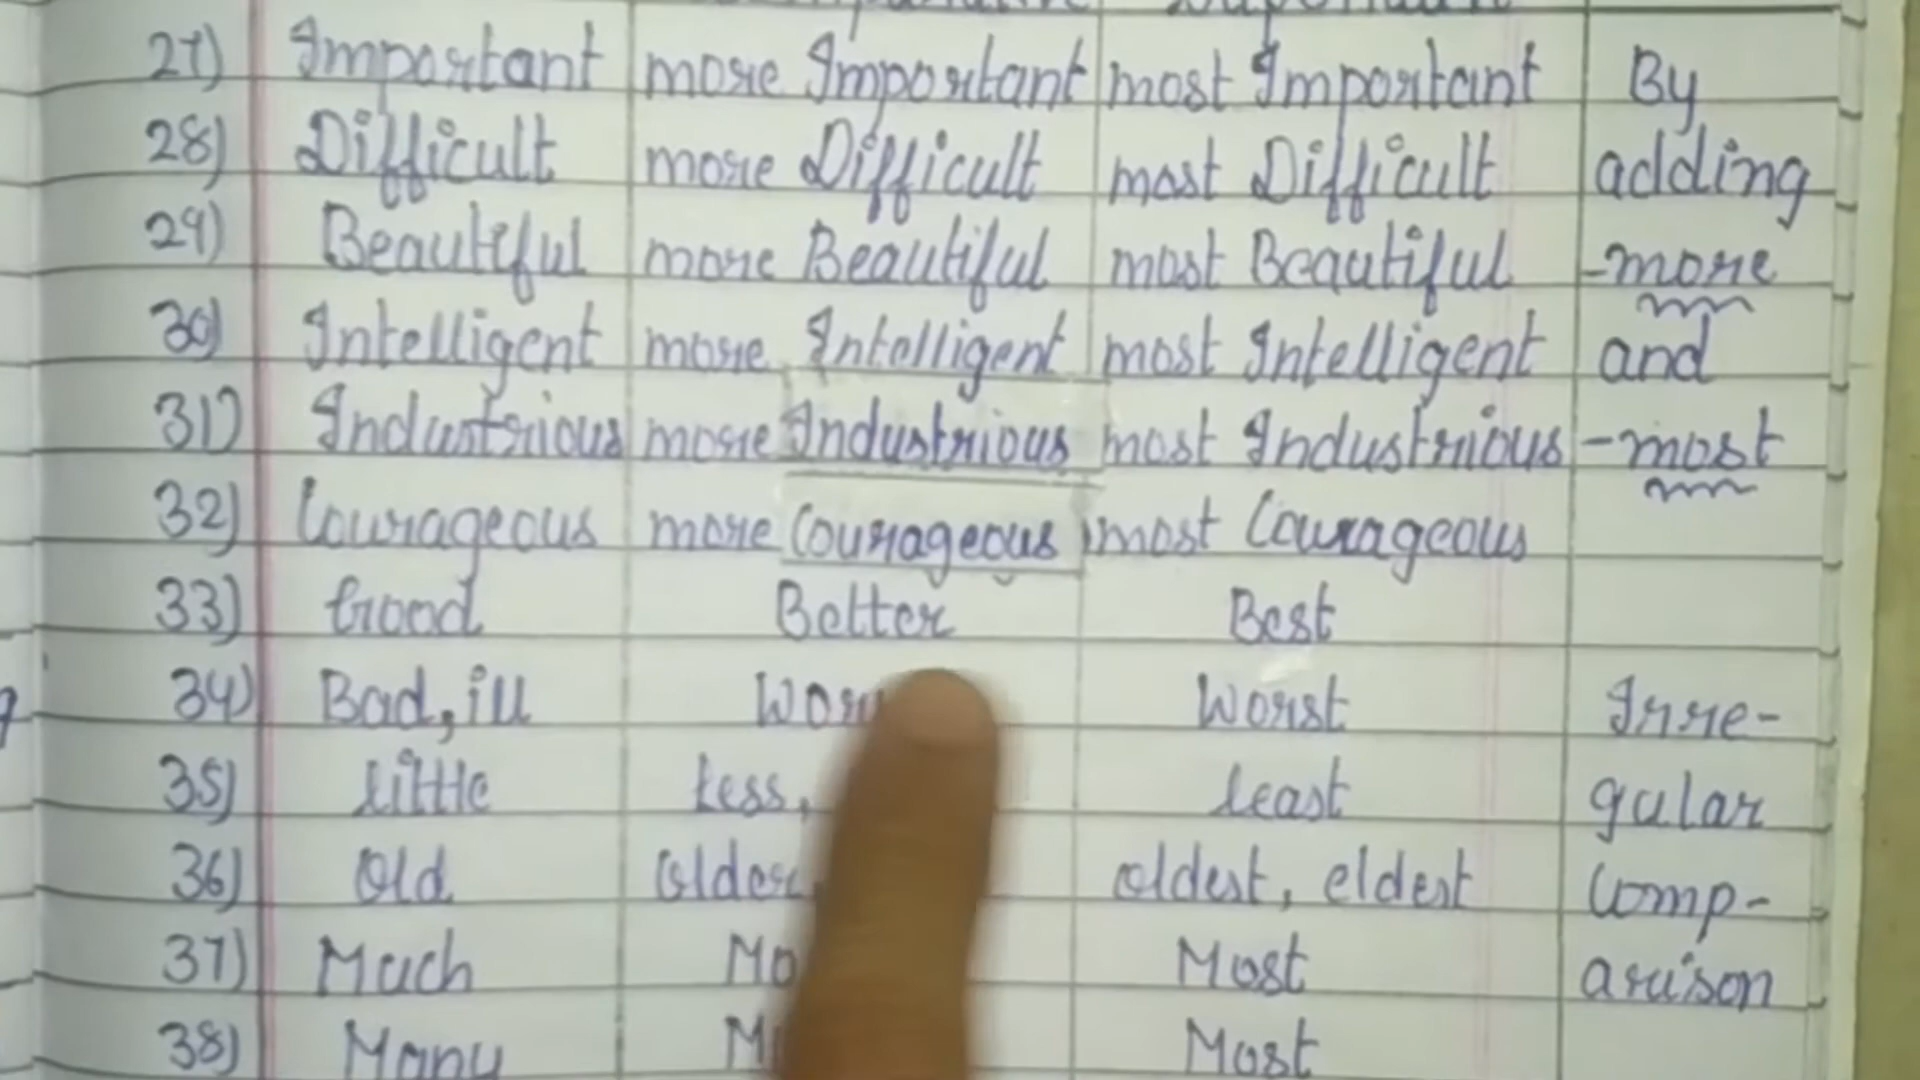 27) Important more Important most Important By
28) Difficult more Difficult most Difficult adding
29) Beautiful more Beautiful most Beautiful -more
30) Intelligent more Intelligent most Intelligent and
31) Industrious more Industrious most Industrious -most
32) Courageous more Courageous most Courageous
33) Good Better Best
34) Bad, ill Worst Irre-
35) little less, least gular
36) Old Older, oldest, eldest Comp-
37) Much Most arison
38) Many Most